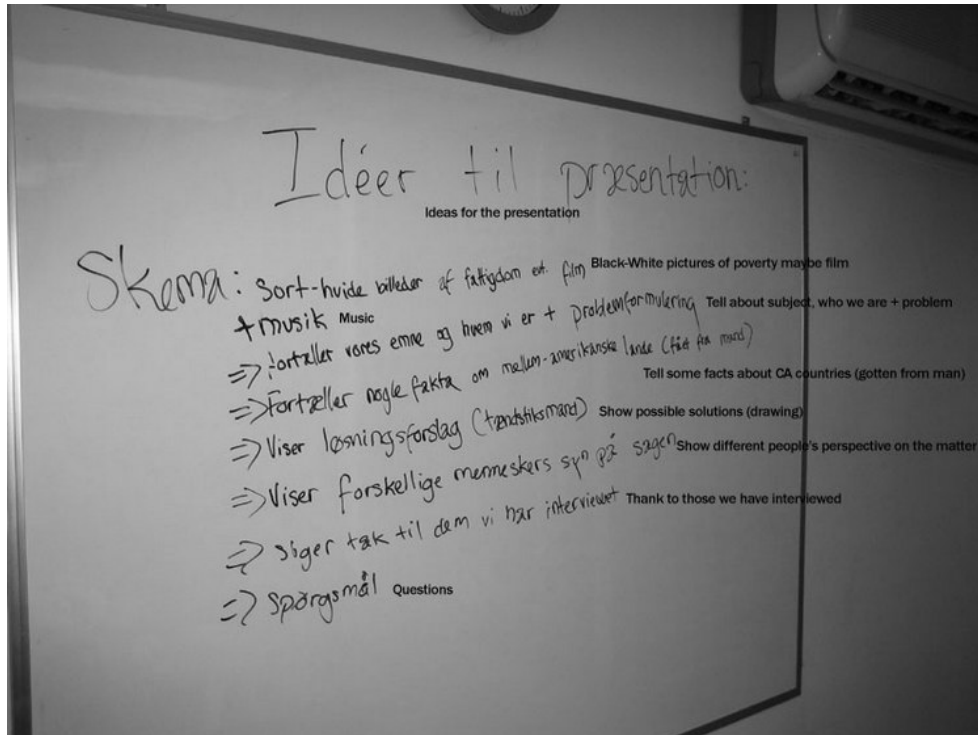 Idéer til præsentation:
Ideas for the presentation
Skema: Sort-hvide billeder af fattigdom evt. film Black-White pictures of poverty maybe film
+ musik Music
=> Fortæller vores emne og hvem vi er + problemformulering Tell about subject, who we are + problem
=> Fortæller nogle fakta om mellem-amerikanske lande (fået fra mand)
Tell some facts about CA countries (gotten from man)
=> Viser løsningsforslag (tændstiksmand) Show possible solutions (drawing)
=> Viser forskellige menneskers syn på sagen Show different people's perspective on the matter
=> Siger tak til dem vi har interviewet Thank to those we have interviewed
=> Spørgsmål Questions